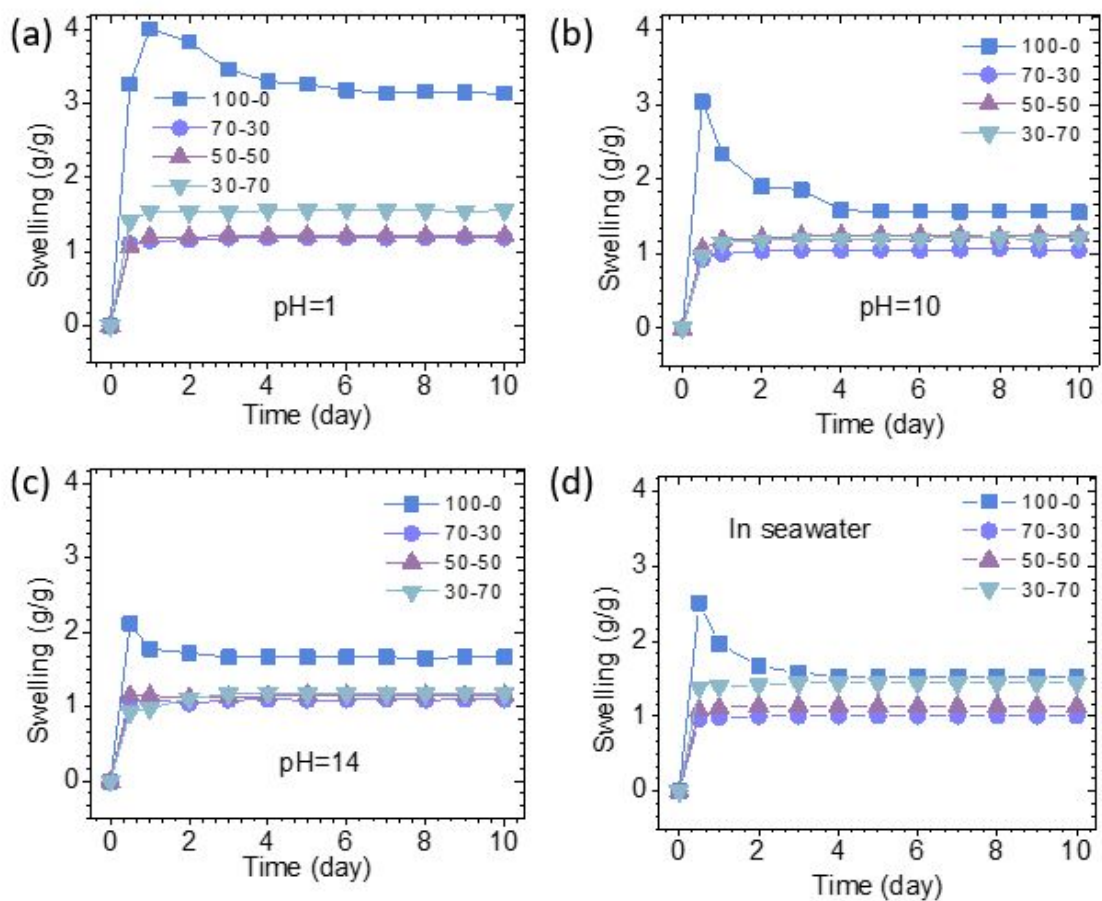 (a)
4
3
2
1
0
Swelling (g/g)
100-0
70-30
50-50
30-70
pH=1
0 2 4 6 8 10
Time (day)
(b)
4
3
2
1
0
Swelling (g/g)
100-0
70-30
50-50
30-70
pH=10
0 2 4 6 8 10
Time (day)
(c)
4
3
2
1
0
Swelling (g/g)
100-0
70-30
50-50
30-70
pH=14
0 2 4 6 8 10
Time (day)
(d)
4
3
2
1
0
Swelling (g/g)
In seawater
100-0
70-30
50-50
30-70
0 2 4 6 8 10
Time (day)